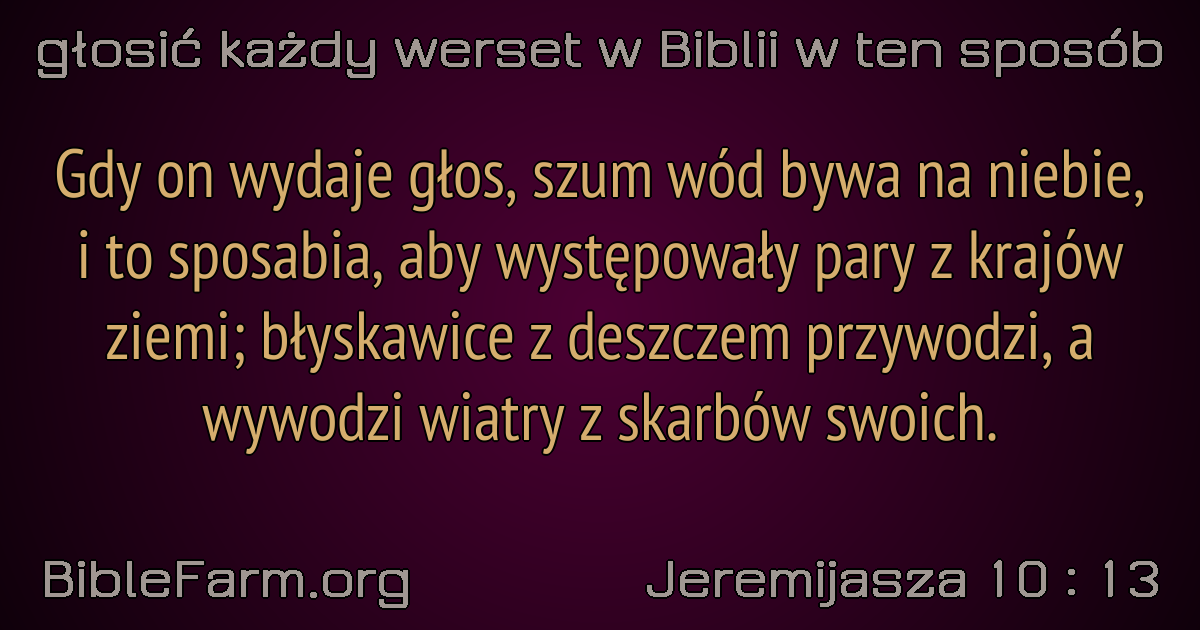 głosić każdy werset w Biblii w ten sposób
Gdy on wydaje głos, szum wód bywa na niebie,
i to sposabia, aby występowały pary z krajów
ziemi; błyskawice z deszczem przywodzi, a
wywodzi wiatry z skarbów swoich.
BibleFarm.org
Jeremijasza 10 : 13